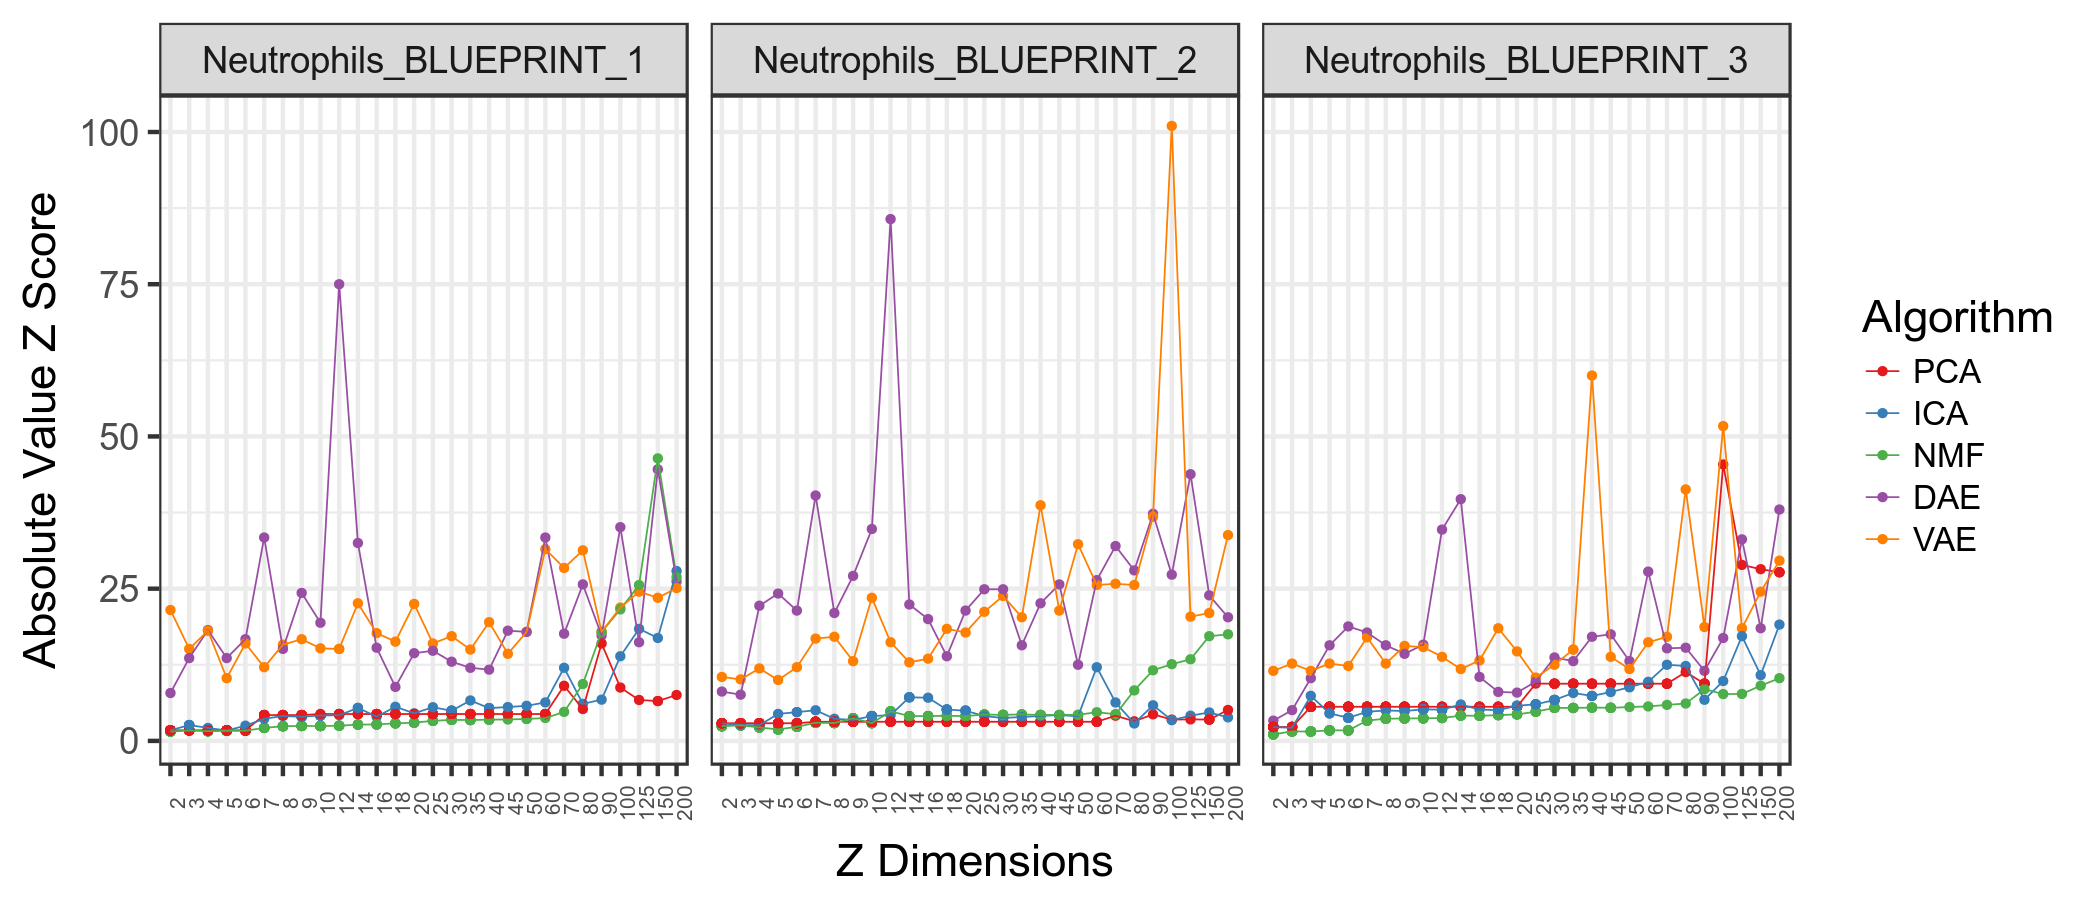 Neutrophils_BLUEPRINT_1 Neutrophils_BLUEPRINT_2 Neutrophils_BLUEPRINT_3
Absolute Value Z Score
100
75
50
25
0
2 3 4 5 6 7 8 9 10 12 14 16 18 20 25 30 35 40 45 50 60 70 80 90 100 125 150 200
2 3 4 5 6 7 8 9 10 12 14 16 18 20 25 30 35 40 45 50 60 70 80 90 100 125 150 200
2 3 4 5 6 7 8 9 10 12 14 16 18 20 25 30 35 40 45 50 60 70 80 90 100 125 150 200
Z Dimensions
Algorithm
PCA
ICA
NMF
DAE
VAE